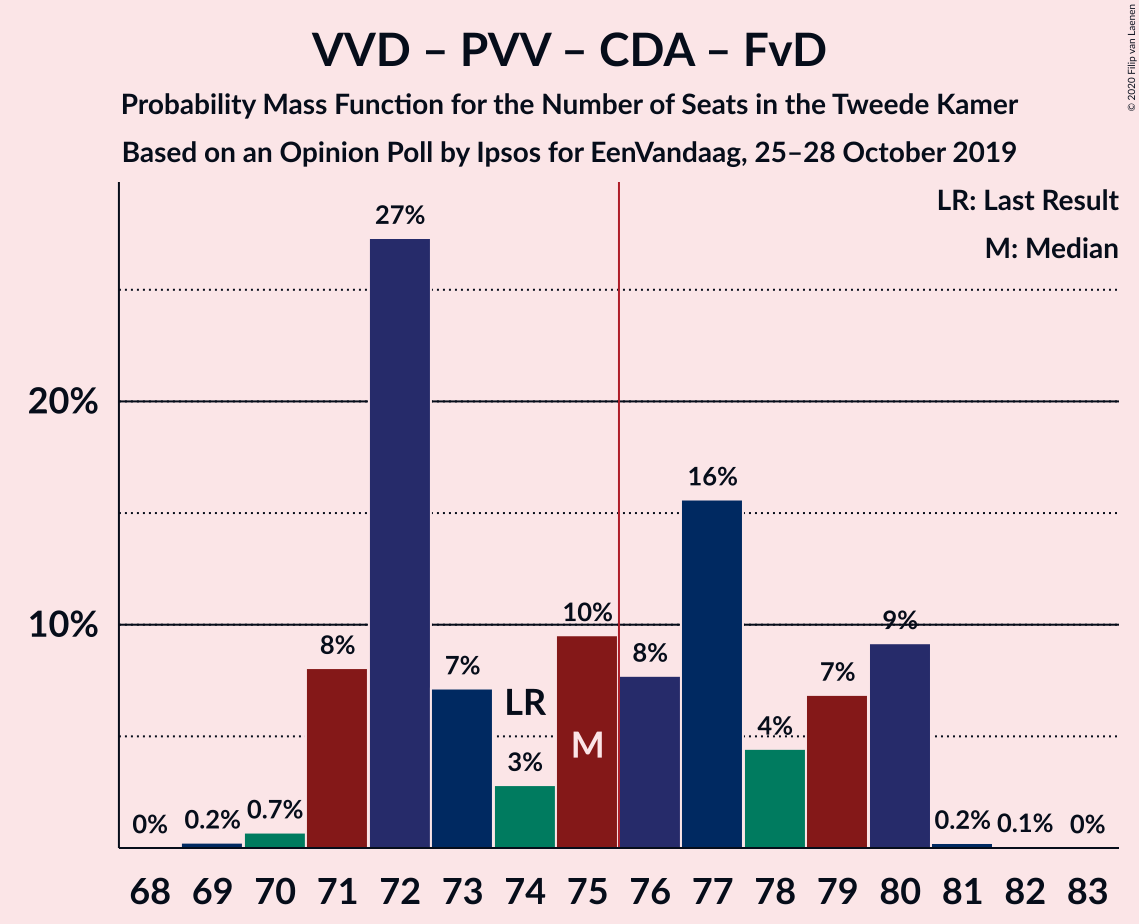 VVD – PVV – CDA – FvD
Probability Mass Function for the Number of Seats in the Tweede Kamer
Based on an Opinion Poll by Ipsos for EenVandaag, 25–28 October 2019
© 2020 Filip van Laenen
LR: Last Result
M: Median
27%
20%
16%
10%
10%
9%
8%
8%
7%
7%
LR
M
4%
3%
0%
0.2%
0.7%
0.2%
0.1%
0%
68 69 70 71 72 73 74 75 76 77 78 79 80 81 82 83